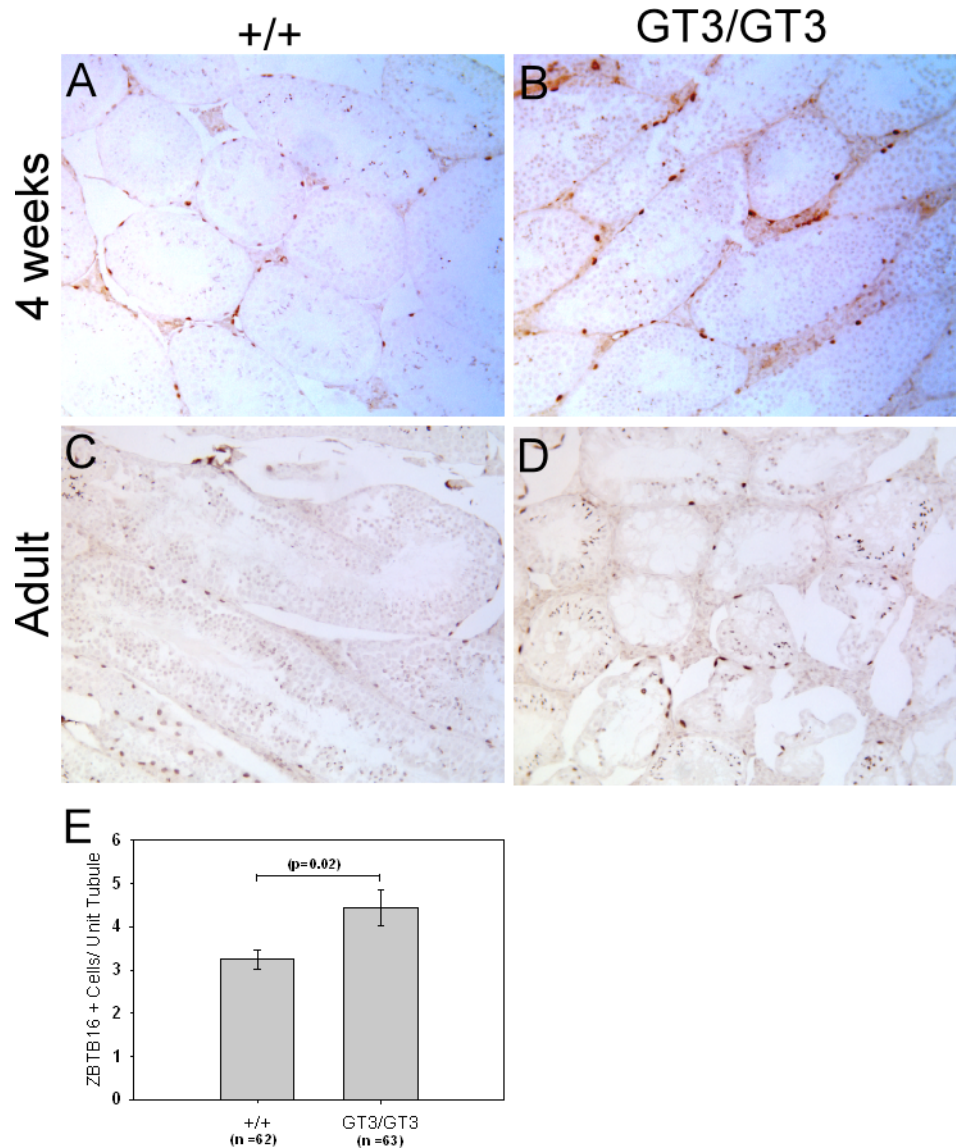 +/+ GT3/GT3
4 weeks
A B
Adult
C D
E
ZBTB16 + Cells/ Unit Tubule
6
5
4
3
2
1
0
(p=0.02)
+/+ GT3/GT3
(n =62) (n =63)